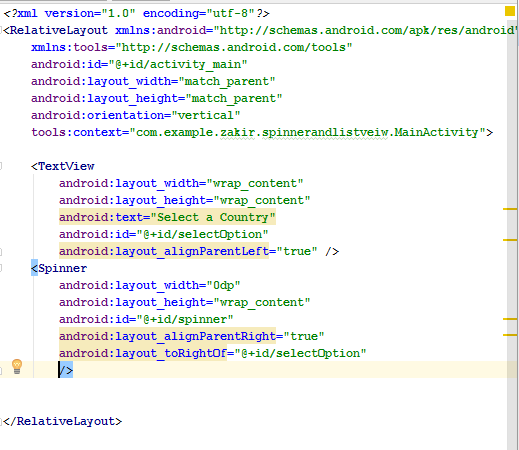 <?xml version="1.0" encoding="utf-8"?>
<RelativeLayout xmlns:android="http://schemas.android.com/apk/res/android"
xmlns:tools="http://schemas.android.com/tools"
android:id="@+id/activity_main"
android:layout_width="match_parent"
android:layout_height="match_parent"
android:orientation="vertical"
tools:context="com.example.zakir.spinnerandlistveiw.MainActivity">
<TextView
android:layout_width="wrap_content"
android:layout_height="wrap_content"
android:text="Select a Country"
android:id="@+id/selectOption"
android:layout_alignParentLeft="true" />
<Spinner
android:layout_width="0dp"
android:layout_height="wrap_content"
android:id="@+id/spinner"
android:layout_alignParentRight="true"
android:layout_toRightOf="@+id/selectOption"
/>
</RelativeLayout>